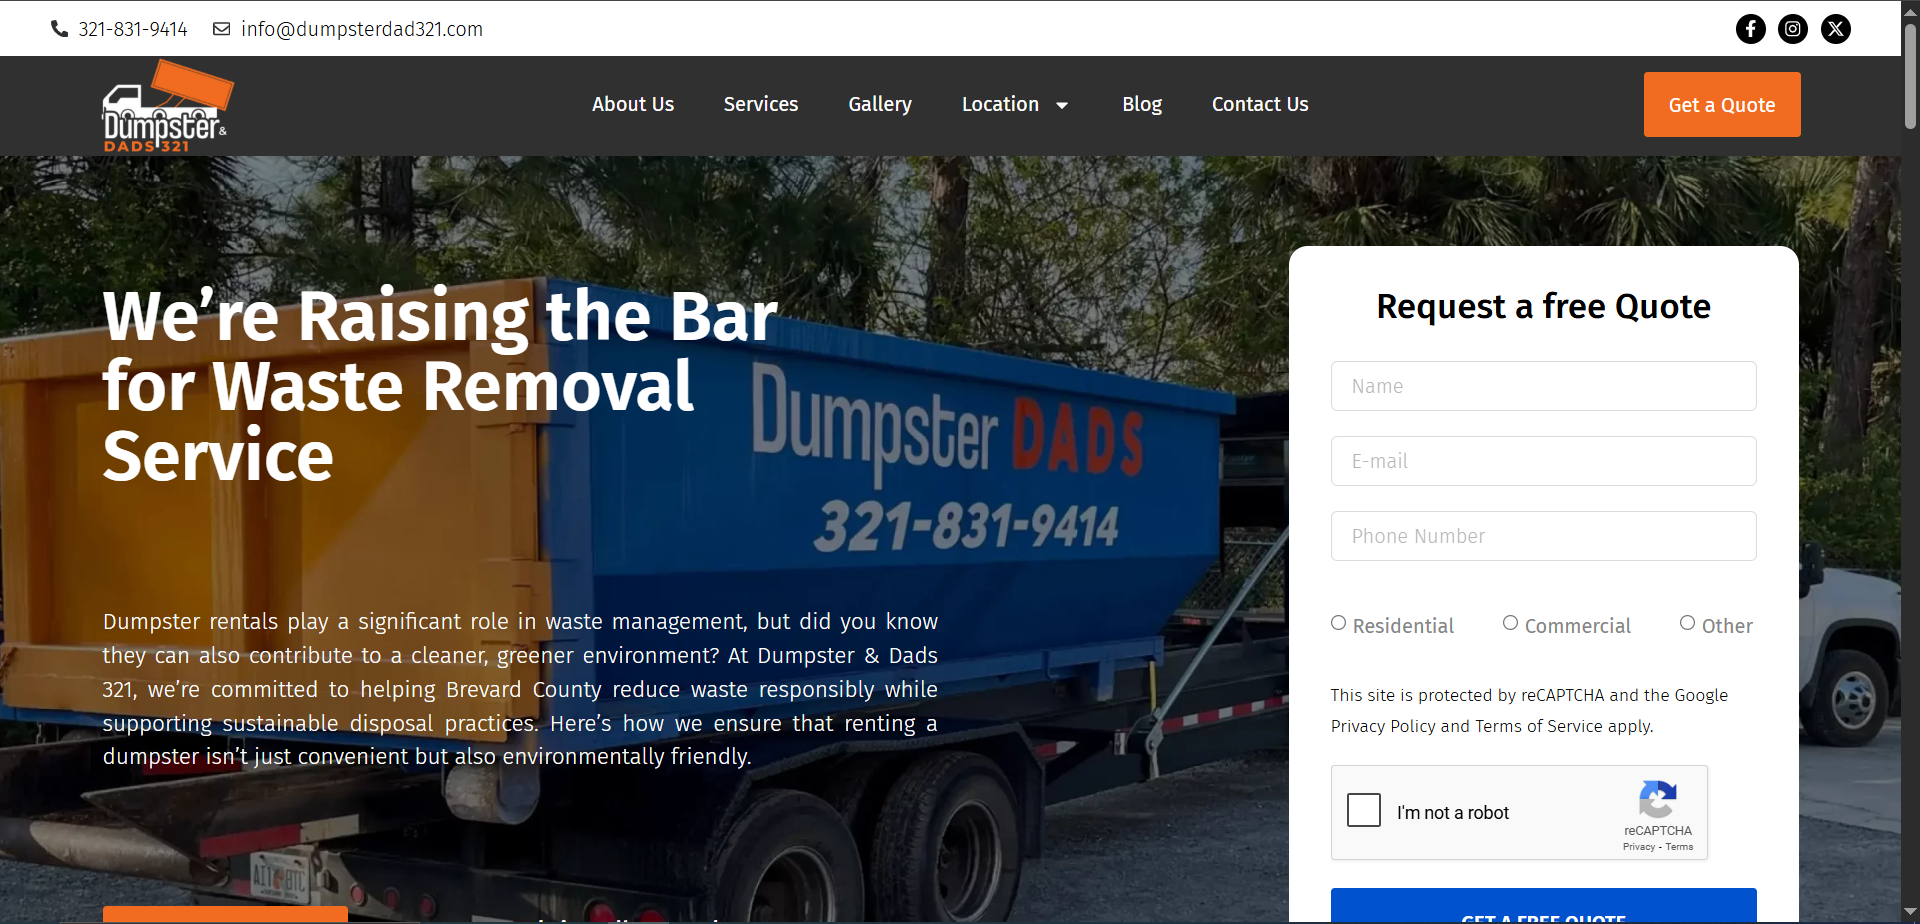 321-831-9414 info@dumpsterdad321.com
Dumpster &
DADS 321
About Us Services Gallery Location Blog Contact Us
Get a Quote
We’re Raising the Bar
for Waste Removal
Service
Dumpster DADS
321-831-9414
Dumpster rentals play a significant role in waste management, but did you know
they can also contribute to a cleaner, greener environment? At Dumpster & Dads
321, we’re committed to helping Brevard County reduce waste responsibly while
supporting sustainable disposal practices. Here’s how we ensure that renting a
dumpster isn’t just convenient but also environmentally friendly.
Request a free Quote
Name
E-mail
Phone Number
Residential Commercial Other
This site is protected by reCAPTCHA and the Google
Privacy Policy and Terms of Service apply.
I'm not a robot
reCAPTCHA
Privacy - Terms
GET A FREE QUOTE